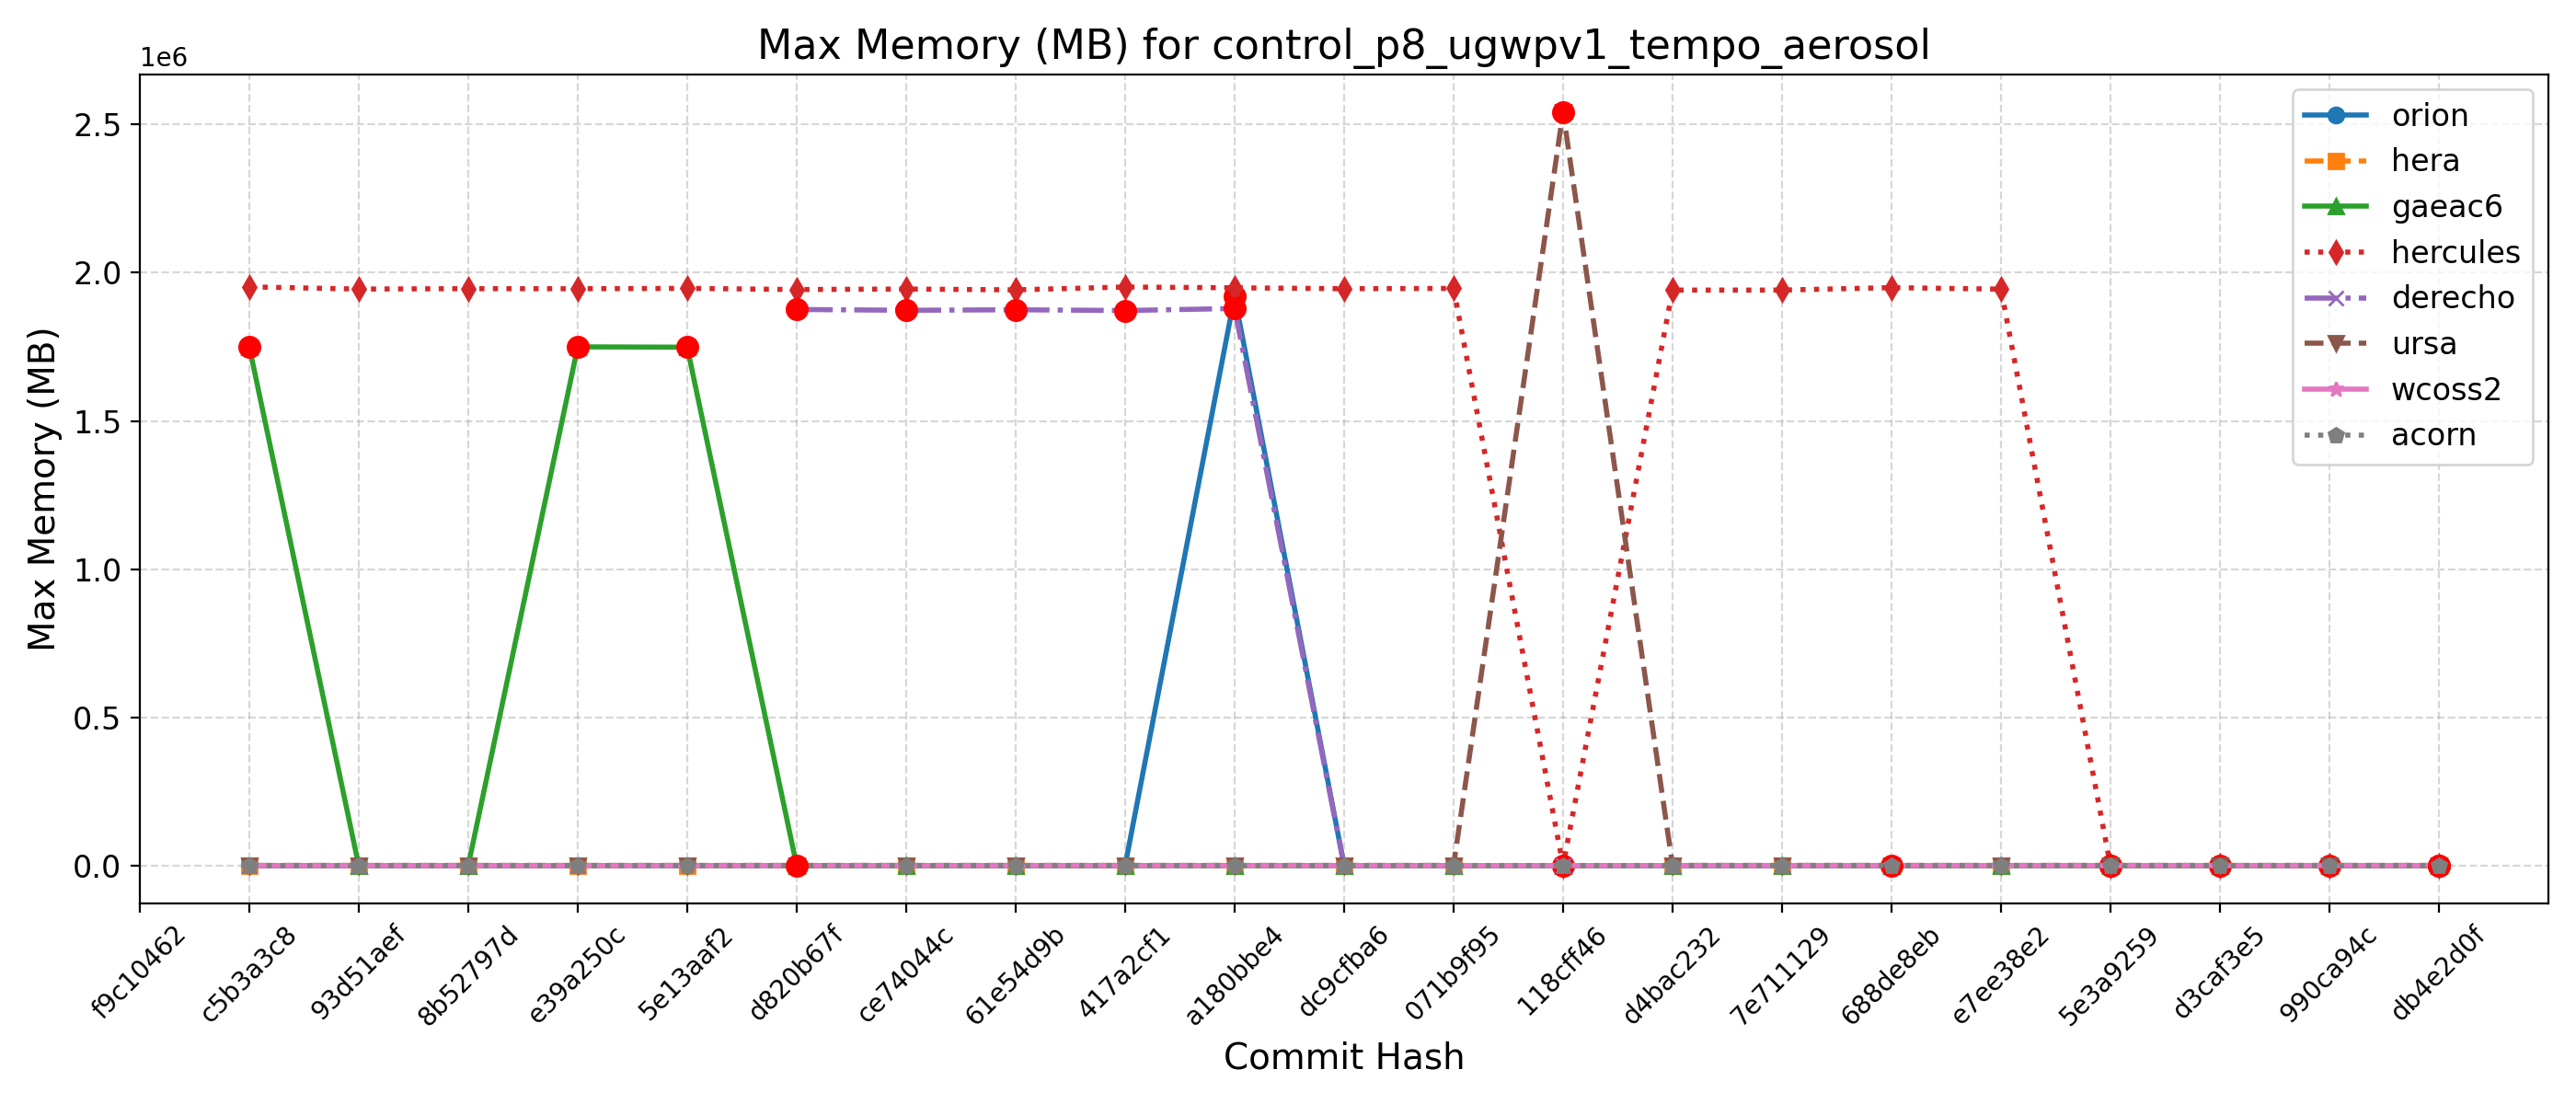 Max Memory (MB) for control_p8_ugwpv1_tempo_aerosol
1e6
2.5
2.0
1.5
1.0
0.5
0.0
Max Memory (MB)
orion
hera
gaeac6
hercules
derecho
ursa
wcoss2
acorn
f9c10462
c5b3a3c8
93d51aef
8b52797d
e39a250c
5e13aaf2
d820b67f
ce74044c
61e54d9b
417a2cf1
a180bbe4
dc9cfba6
071b9f95
118cff46
d4bac232
7e711129
688de8eb
e7ee38e2
5e3a9259
d3caf3e5
990ca94c
db4e2d0f
Commit Hash